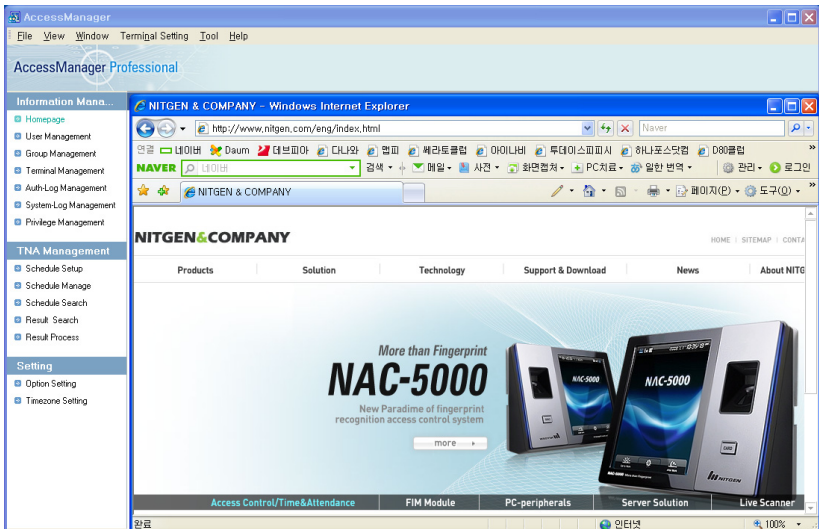 AccessManager
File View Window Terminal Setting Tool Help
AccessManager Professional
Information Mana...
Homepage
User Management
Group Management
Terminal Management
Auth-Log Management
System-Log Management
Privilege Management
TNA Management
Schedule Setup
Schedule Manage
Schedule Search
Result Search
Result Process
Setting
Option Setting
Timezone Setting
NITGEN & COMPANY - Windows Internet Explorer
http://www.nitgen.com/eng/index.html
Naver
연결 네이버 Daum 데브피아 다나와 맵피 쎄라토클럽 아이나비 투데이스피피시 하나포스닷컴 D80클럽 »
NAVER 네이버 검색 메일 사전 화면캡처 PC치료 일한 번역 관리 로그인
NITGEN & COMPANY
페이지(P) 도구(O) »
NITGEN&COMPANY
HOME | SITEMAP | CONTA
Products Solution Technology Support & Download News About NITG
More than Fingerprint
NAC-5000
New Paradime of fingerprint
recognition access control system
more
NAC-5000
NAC-5000
CARD
NITGEN
Access Control/Time&Attendance FIM Module PC-peripherals Server Solution Live Scanner
완료 인터넷 100%